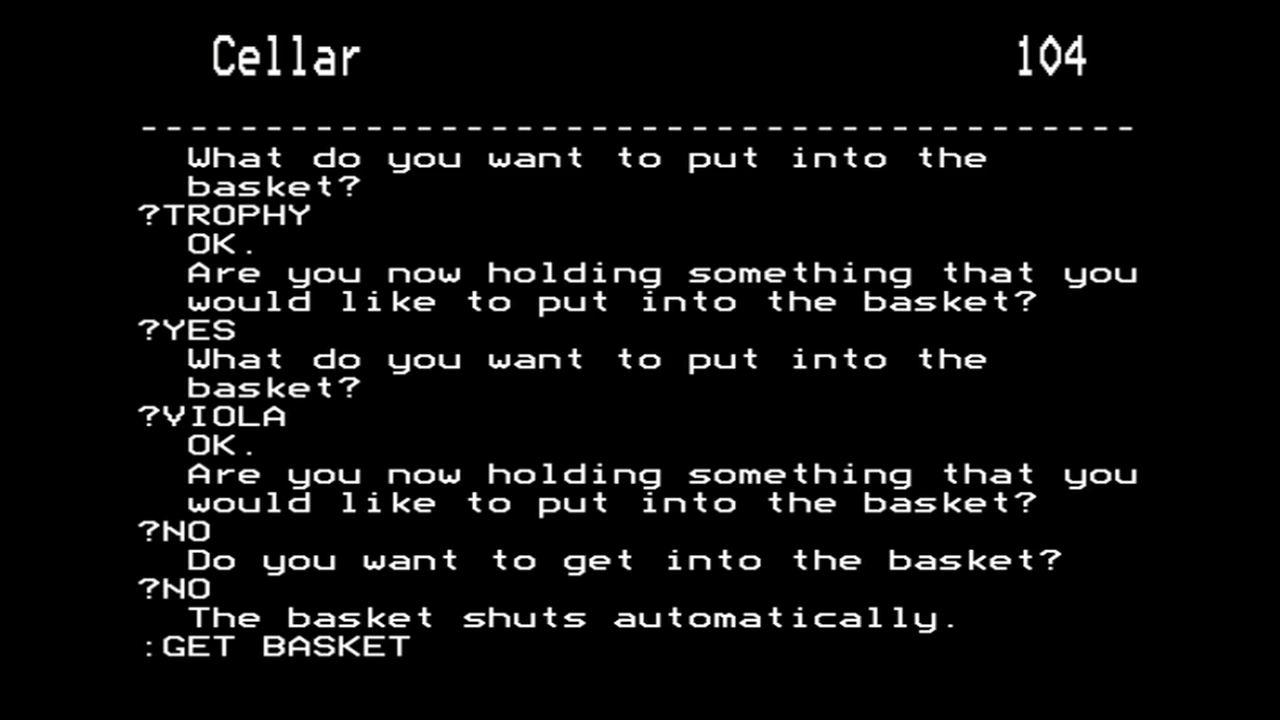 Cellar 104
----------------------------------------
What do you want to put into the
basket?
?TROPHY
OK.
Are you now holding something that you
would like to put into the basket?
?YES
What do you want to put into the
basket?
?VIOLA
OK.
Are you now holding something that you
would like to put into the basket?
?NO
Do you want to get into the basket?
?NO
The basket shuts automatically.
:GET BASKET